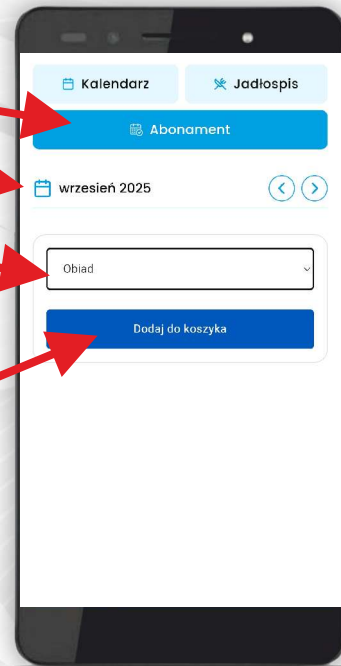 Kalendarz
Jadłospis
Abonament
wrzesień 2025
Obiad
Dodaj do koszyka